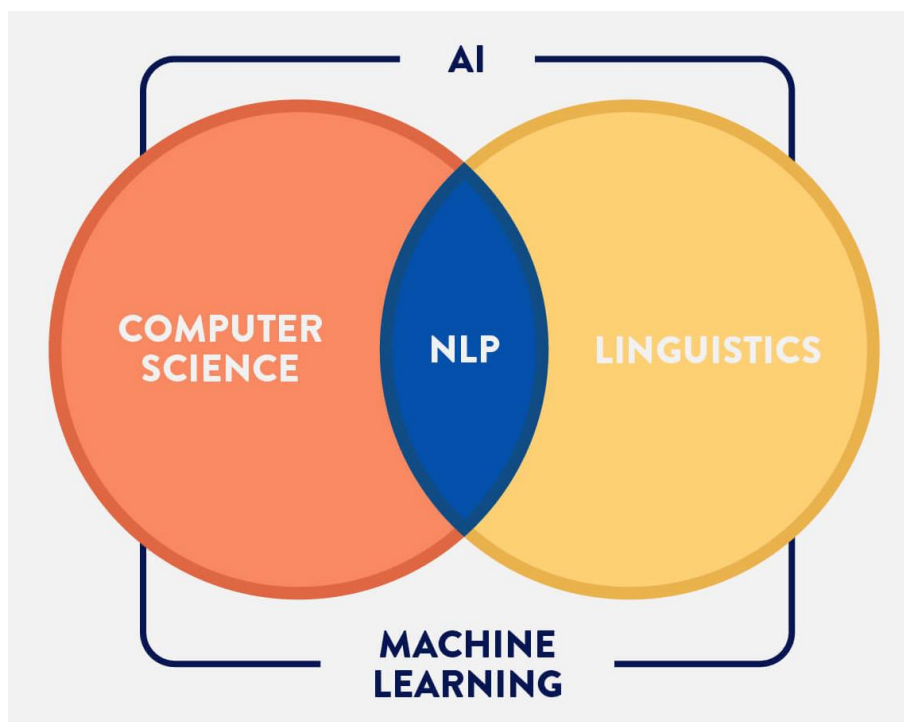 AI
COMPUTER
SCIENCE
NLP
LINGUISTICS
MACHINE
LEARNING